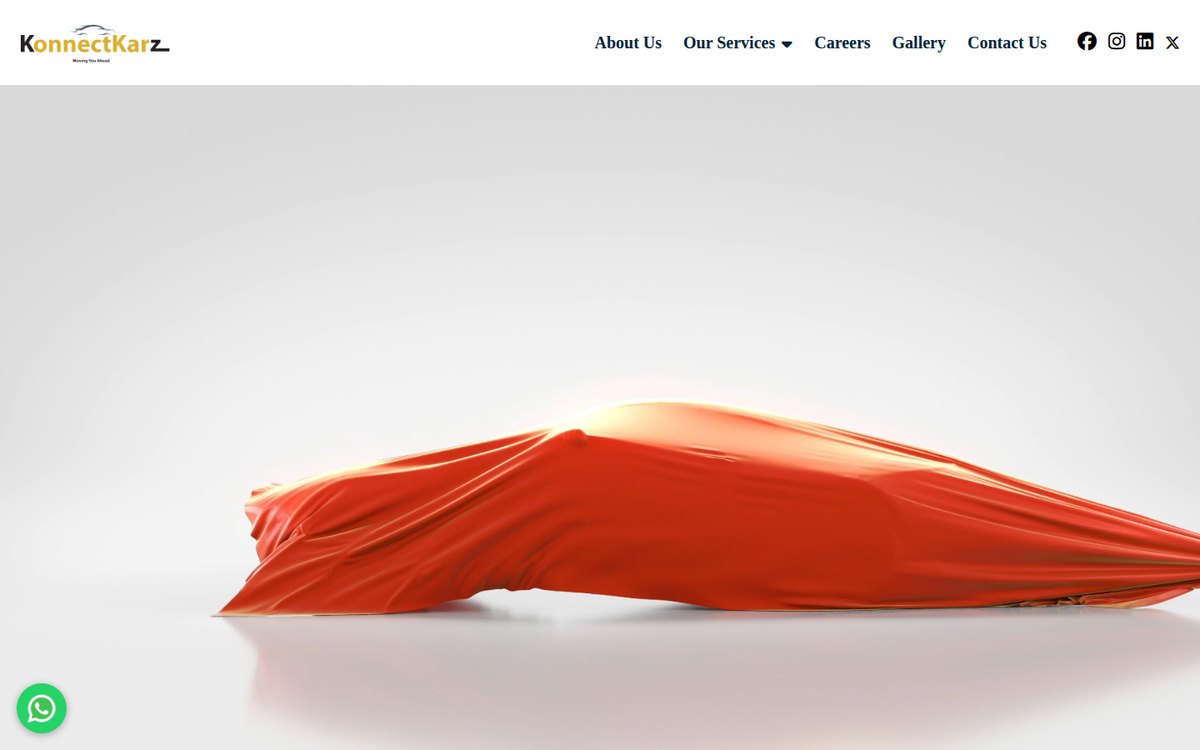 KonnectKarz
Moving You Ahead
About Us
Our Services
Careers
Gallery
Contact Us